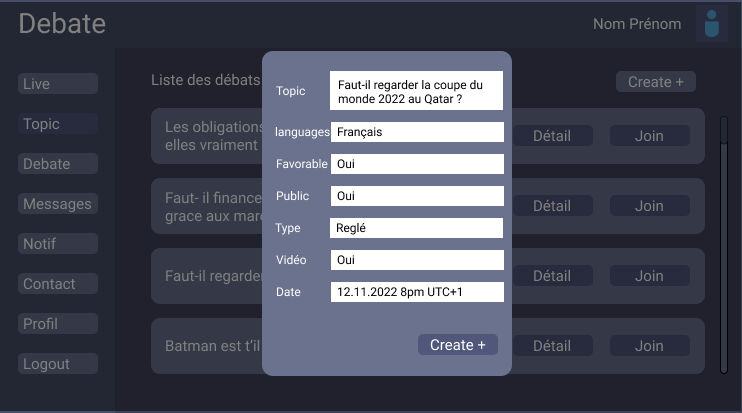 Debate
Nom Prénom
Live
Topic
Debate
Messages
Notif
Contact
Profil
Logout
Liste des débats
Create +
Les obligations
elles vraiment
Détail
Join
Faut- il finance
grace aux mar
Détail
Join
Faut-il regarder
Détail
Join
Batman est t'il
Détail
Join
Topic
Faut-il regarder la coupe du
monde 2022 au Qatar ?
languages
Français
Favorable
Oui
Public
Oui
Type
Reglé
Vidéo
Oui
Date
12.11.2022 8pm UTC+1
Create +